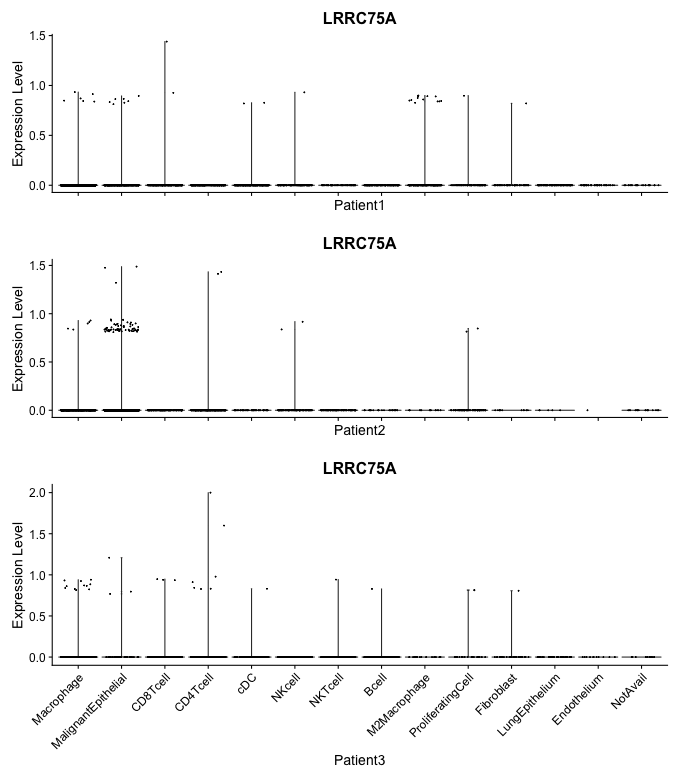 LRRC75A
Expression Level
1.5
1.0
0.5
0.0
Patient1
LRRC75A
Expression Level
1.5
1.0
0.5
0.0
Patient2
LRRC75A
Expression Level
2.0
1.5
1.0
0.5
0.0
Macrophage
MalignantEpithelial
CD8Tcell
CD4Tcell
cDC
NKcell
NKTcell
Bcell
M2Macrophage
ProliferatingCell
Fibroblast
LungEpithelium
Endothelium
NotAvail
Patient3